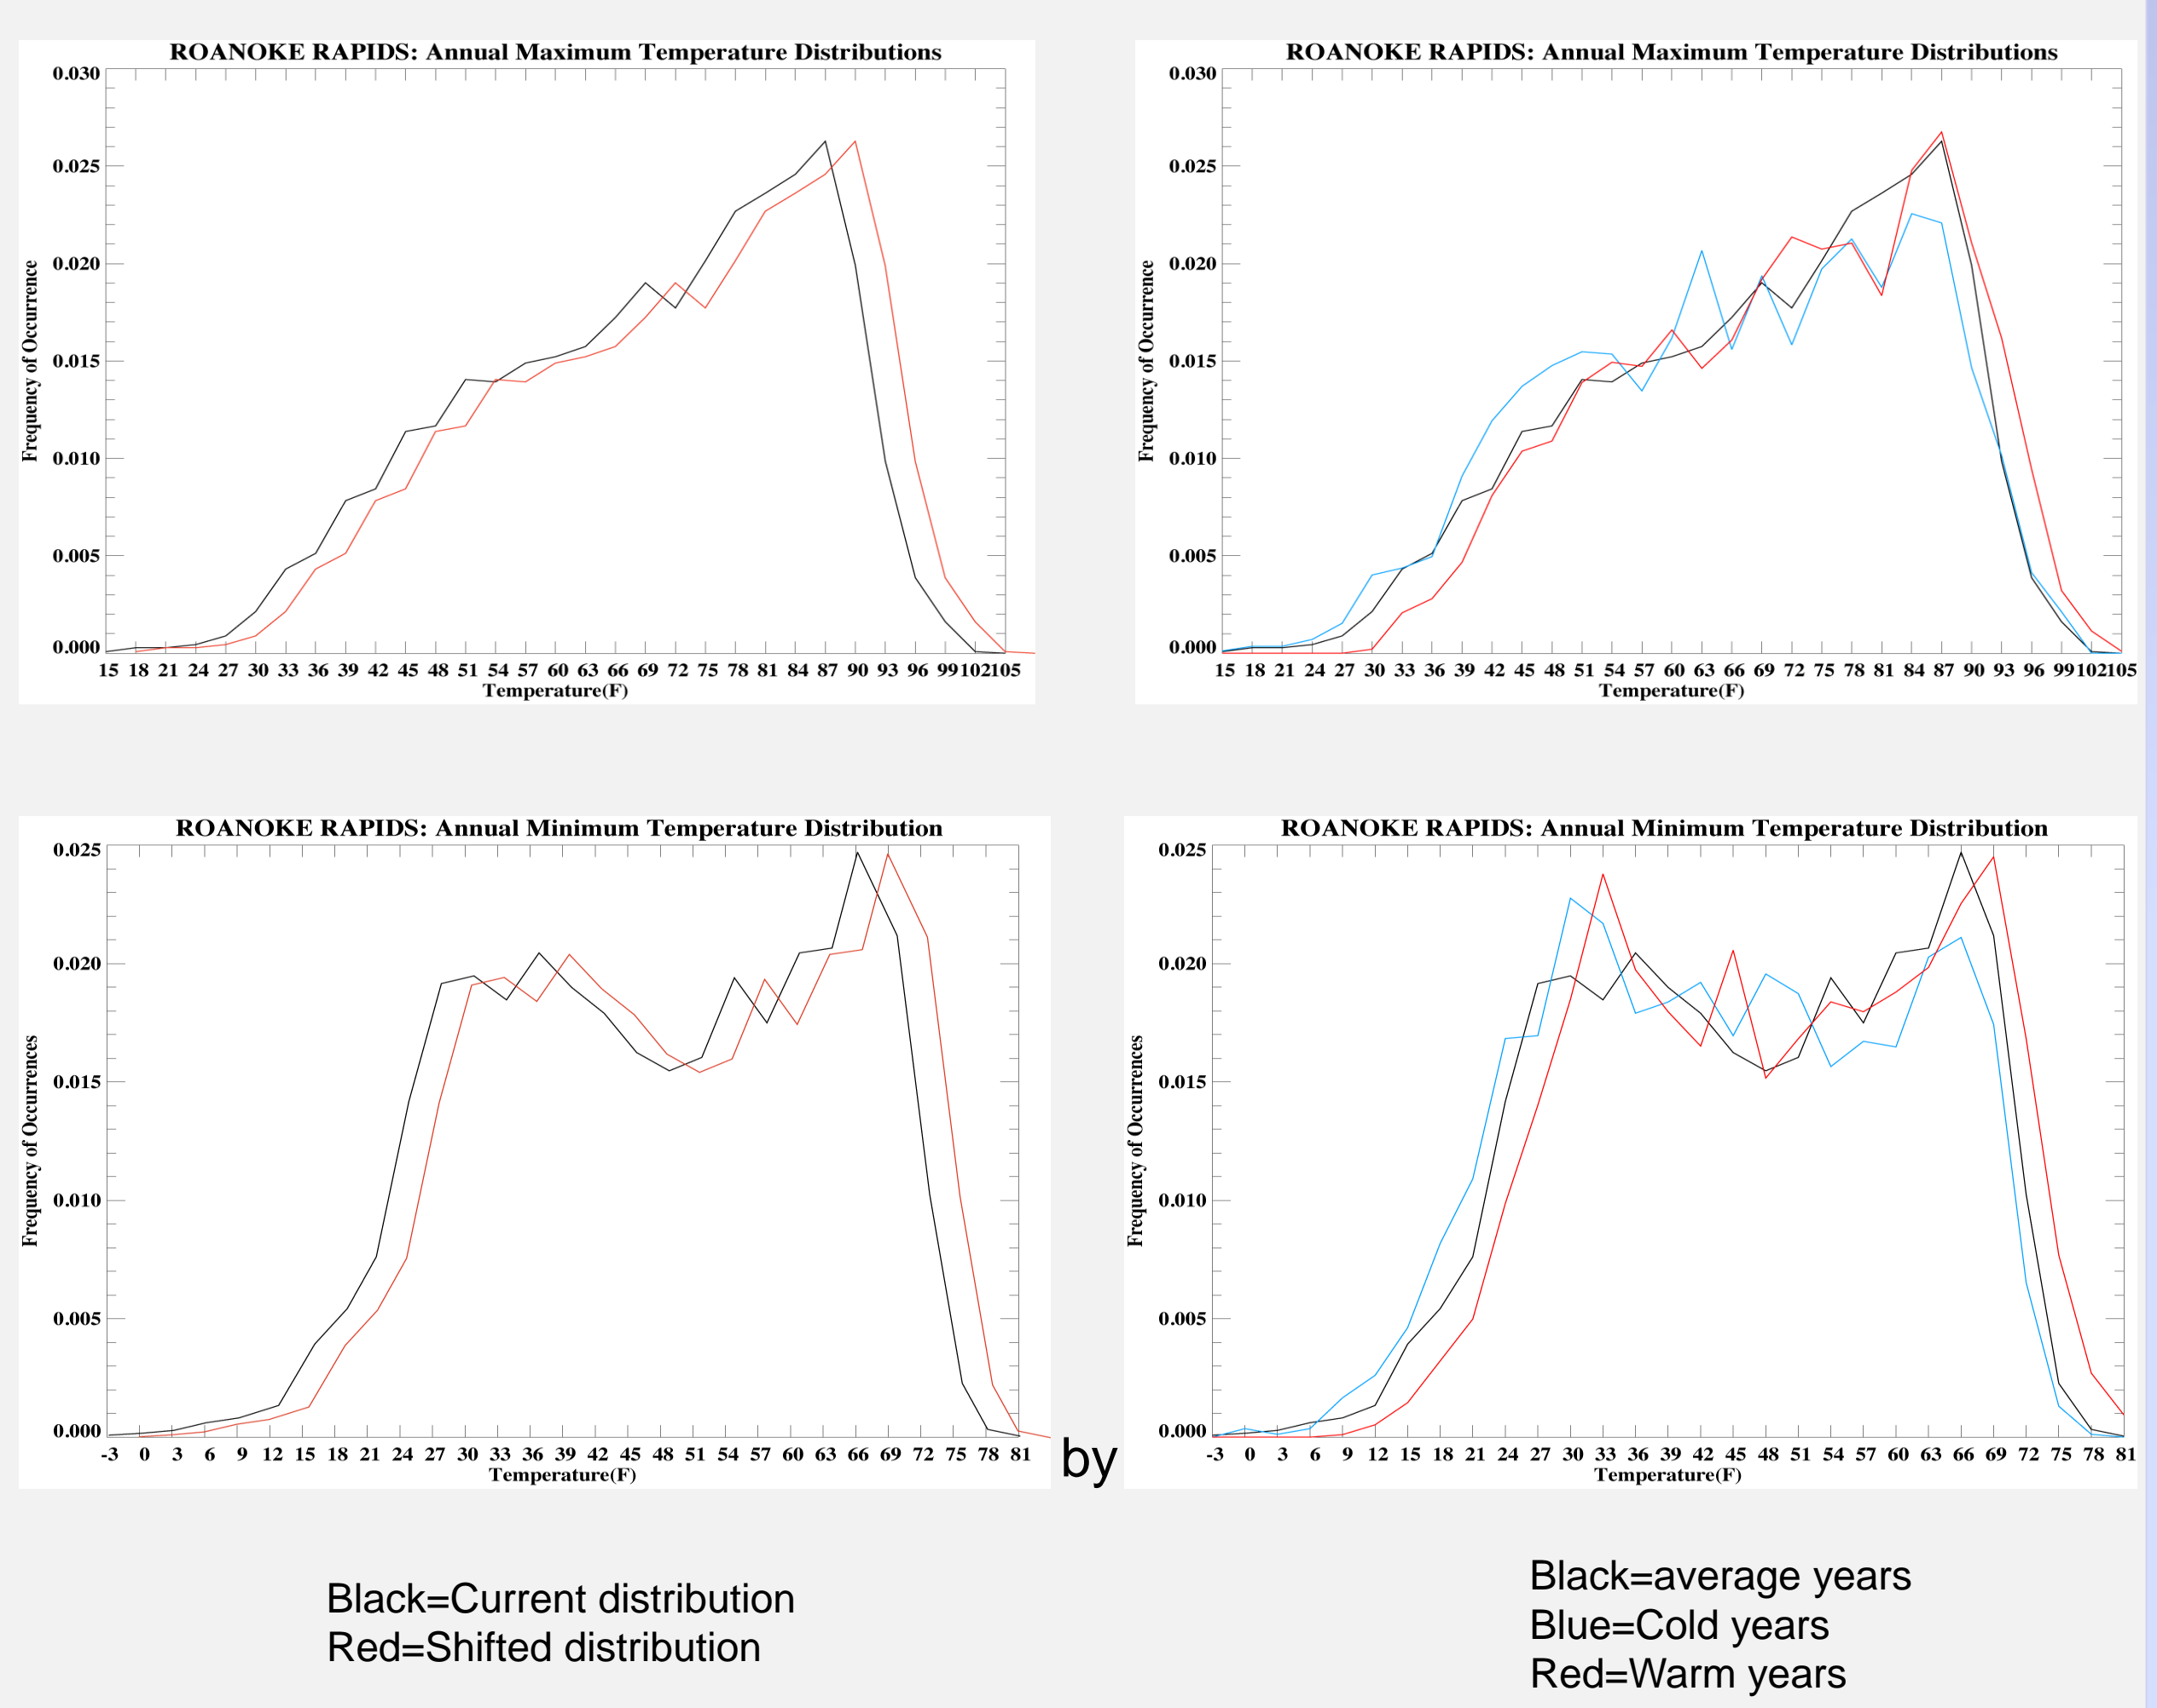 ROANOKE RAPIDS: Annual Maximum Temperature Distributions
0.030
0.025
0.020
0.015
0.010
0.005
0.000
Frequency of Occurrence
15 18 21 24 27 30 33 36 39 42 45 48 51 54 57 60 63 66 69 72 75 78 81 84 87 90 93 96 99 102 105
Temperature(F)
ROANOKE RAPIDS: Annual Maximum Temperature Distributions
0.030
0.025
0.020
0.015
0.010
0.005
0.000
Frequency of Occurrence
15 18 21 24 27 30 33 36 39 42 45 48 51 54 57 60 63 66 69 72 75 78 81 84 87 90 93 96 99 102 105
Temperature(F)
ROANOKE RAPIDS: Annual Minimum Temperature Distribution
0.025
0.020
0.015
0.010
0.005
0.000
Frequency of Occurrences
-3 0 3 6 9 12 15 18 21 24 27 30 33 36 39 42 45 48 51 54 57 60 63 66 69 72 75 78 81
Temperature(F)
by
ROANOKE RAPIDS: Annual Minimum Temperature Distribution
0.025
0.020
0.015
0.010
0.005
0.000
Frequency of Occurrences
-3 0 3 6 9 12 15 18 21 24 27 30 33 36 39 42 45 48 51 54 57 60 63 66 69 72 75 78 81
Temperature(F)
Black=Current distribution
Red=Shifted distribution
Black=average years
Blue=Cold years
Red=Warm years